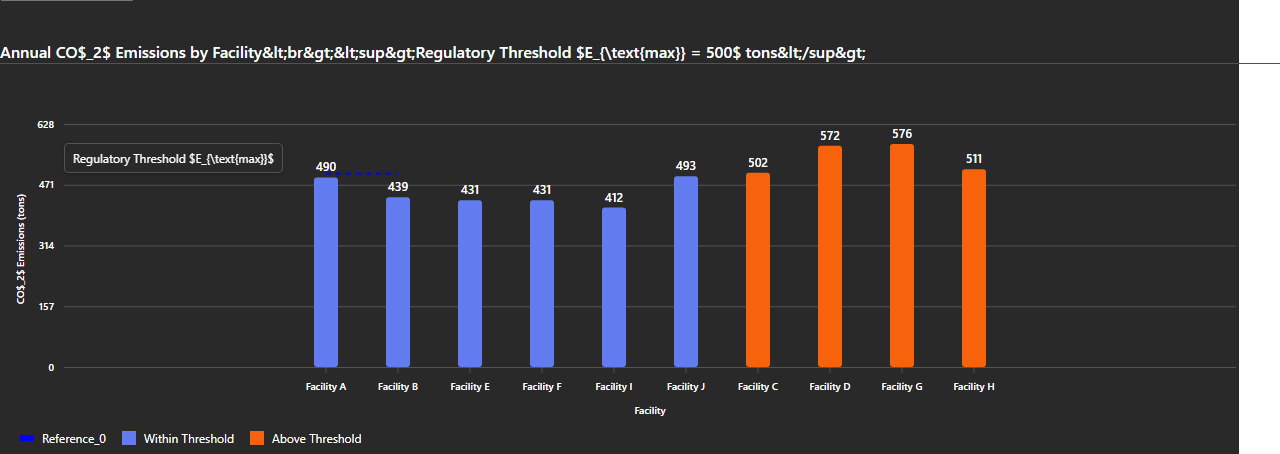 Annual CO$_2$ Emissions by Facility&lt;br&gt;&lt;sup&gt;Regulatory Threshold $E_{\text{max}} = 500$ tons&lt;/sup&gt;
628
471
314
157
0
CO$_2$ Emissions (tons)
Regulatory Threshold $E_{\text{max}}$
490
439
431
431
412
493
502
572
576
511
Facility A
Facility B
Facility E
Facility F
Facility I
Facility J
Facility C
Facility D
Facility G
Facility H
Facility
Reference_0
Within Threshold
Above Threshold